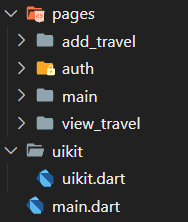 pages
add_travel
auth
main
view_travel
uikit
uikit.dart
main.dart